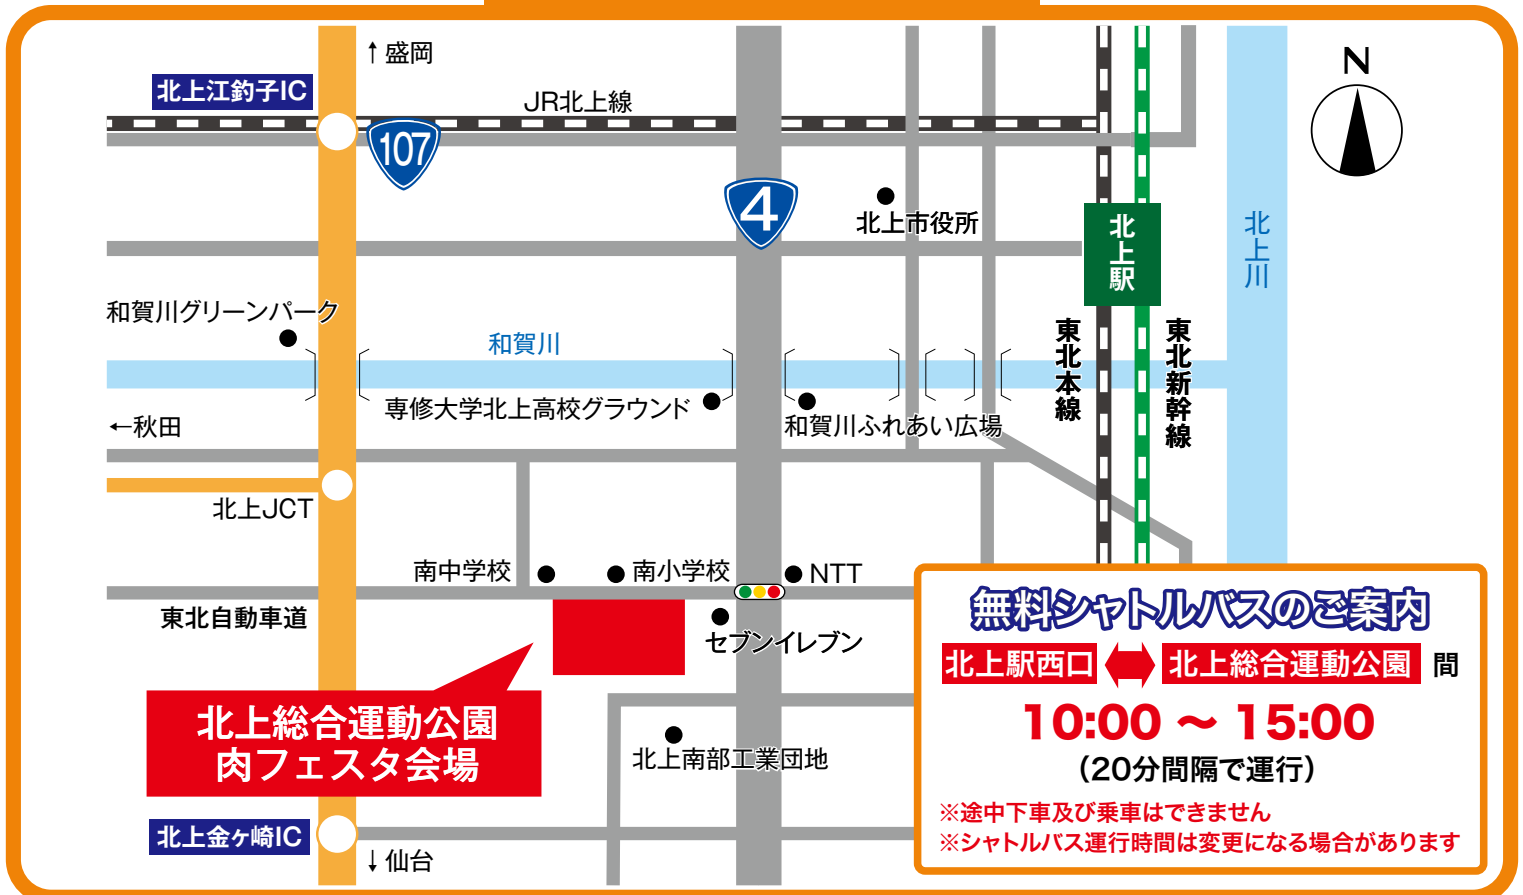 ↑盛岡
N
北上江釣子IC
JR北上線
107
4
北上市役所
北上駅
北上川
和賀川グリーンパーク
和賀川
東北本線
東北新幹線
専修大学北上高校グラウンド
和賀川ふれあい広場
←秋田
北上JCT
南中学校
南小学校
NTT
東北自動車道
セブンイレブン
北上総合運動公園
肉フェスタ会場
北上南部工業団地
北上金ヶ崎IC
↓仙台
無料シャトルバスのご案内
北上駅西口 ↔ 北上総合運動公園 間
10:00 ～ 15:00
（20分間隔で運行）
※途中下車及び乗車はできません
※シャトルバス運行時間は変更になる場合があります